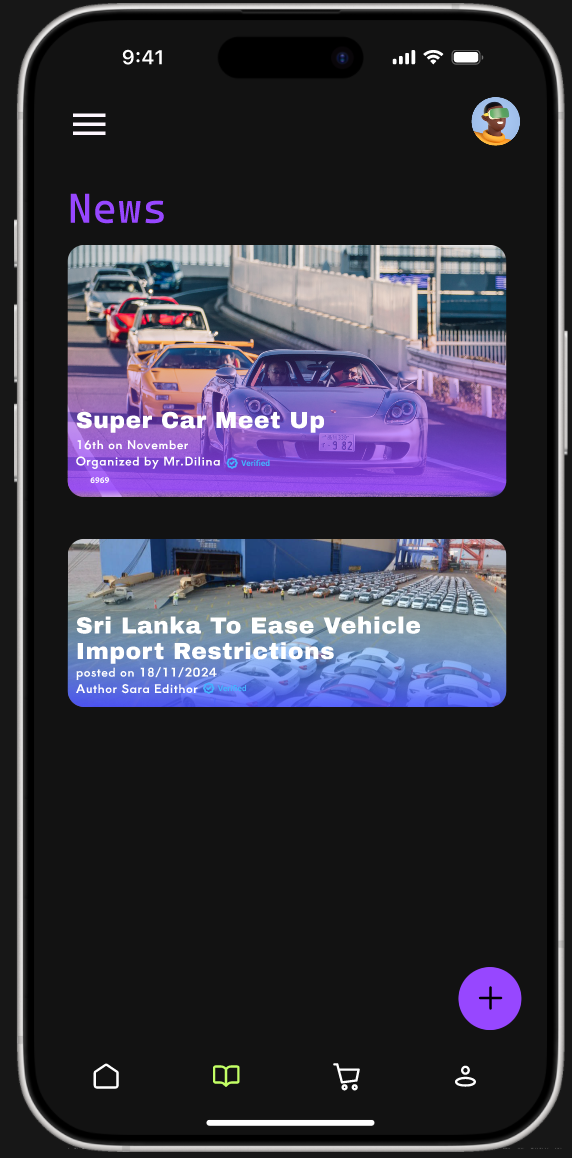 9:41
News
Super Car Meet Up
16th on November
Organized by Mr.Dilina Verified
6969
Sri Lanka To Ease Vehicle
Import Restrictions
posted on 18/11/2024
Author Sara Edithor Verified